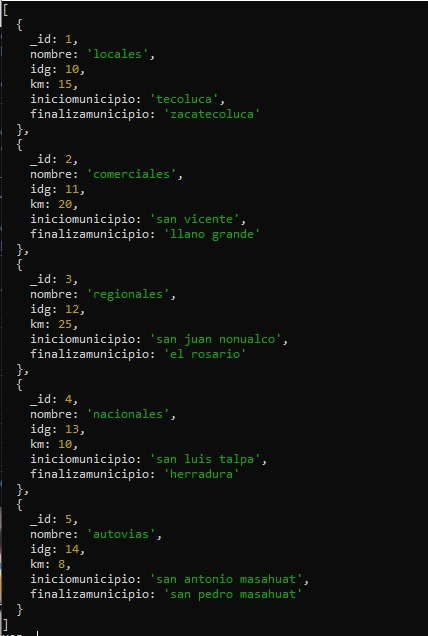 [
  {
    _id: 1,
    nombre: 'locales',
    idg: 10,
    km: 15,
    iniciomunicipio: 'tecoluca',
    finalizamunicipio: 'zacatecoluca'
  },
  {
    _id: 2,
    nombre: 'comerciales',
    idg: 11,
    km: 20,
    iniciomunicipio: 'san vicente',
    finalizamunicipio: 'llano grande'
  },
  {
    _id: 3,
    nombre: 'regionales',
    idg: 12,
    km: 25,
    iniciomunicipio: 'san juan nonualco',
    finalizamunicipio: 'el rosario'
  },
  {
    _id: 4,
    nombre: 'nacionales',
    idg: 13,
    km: 10,
    iniciomunicipio: 'san luis talpa',
    finalizamunicipio: 'herradura'
  },
  {
    _id: 5,
    nombre: 'autovias',
    idg: 14,
    km: 8,
    iniciomunicipio: 'san antonio masahuat',
    finalizamunicipio: 'san pedro masahuat'
  }
]